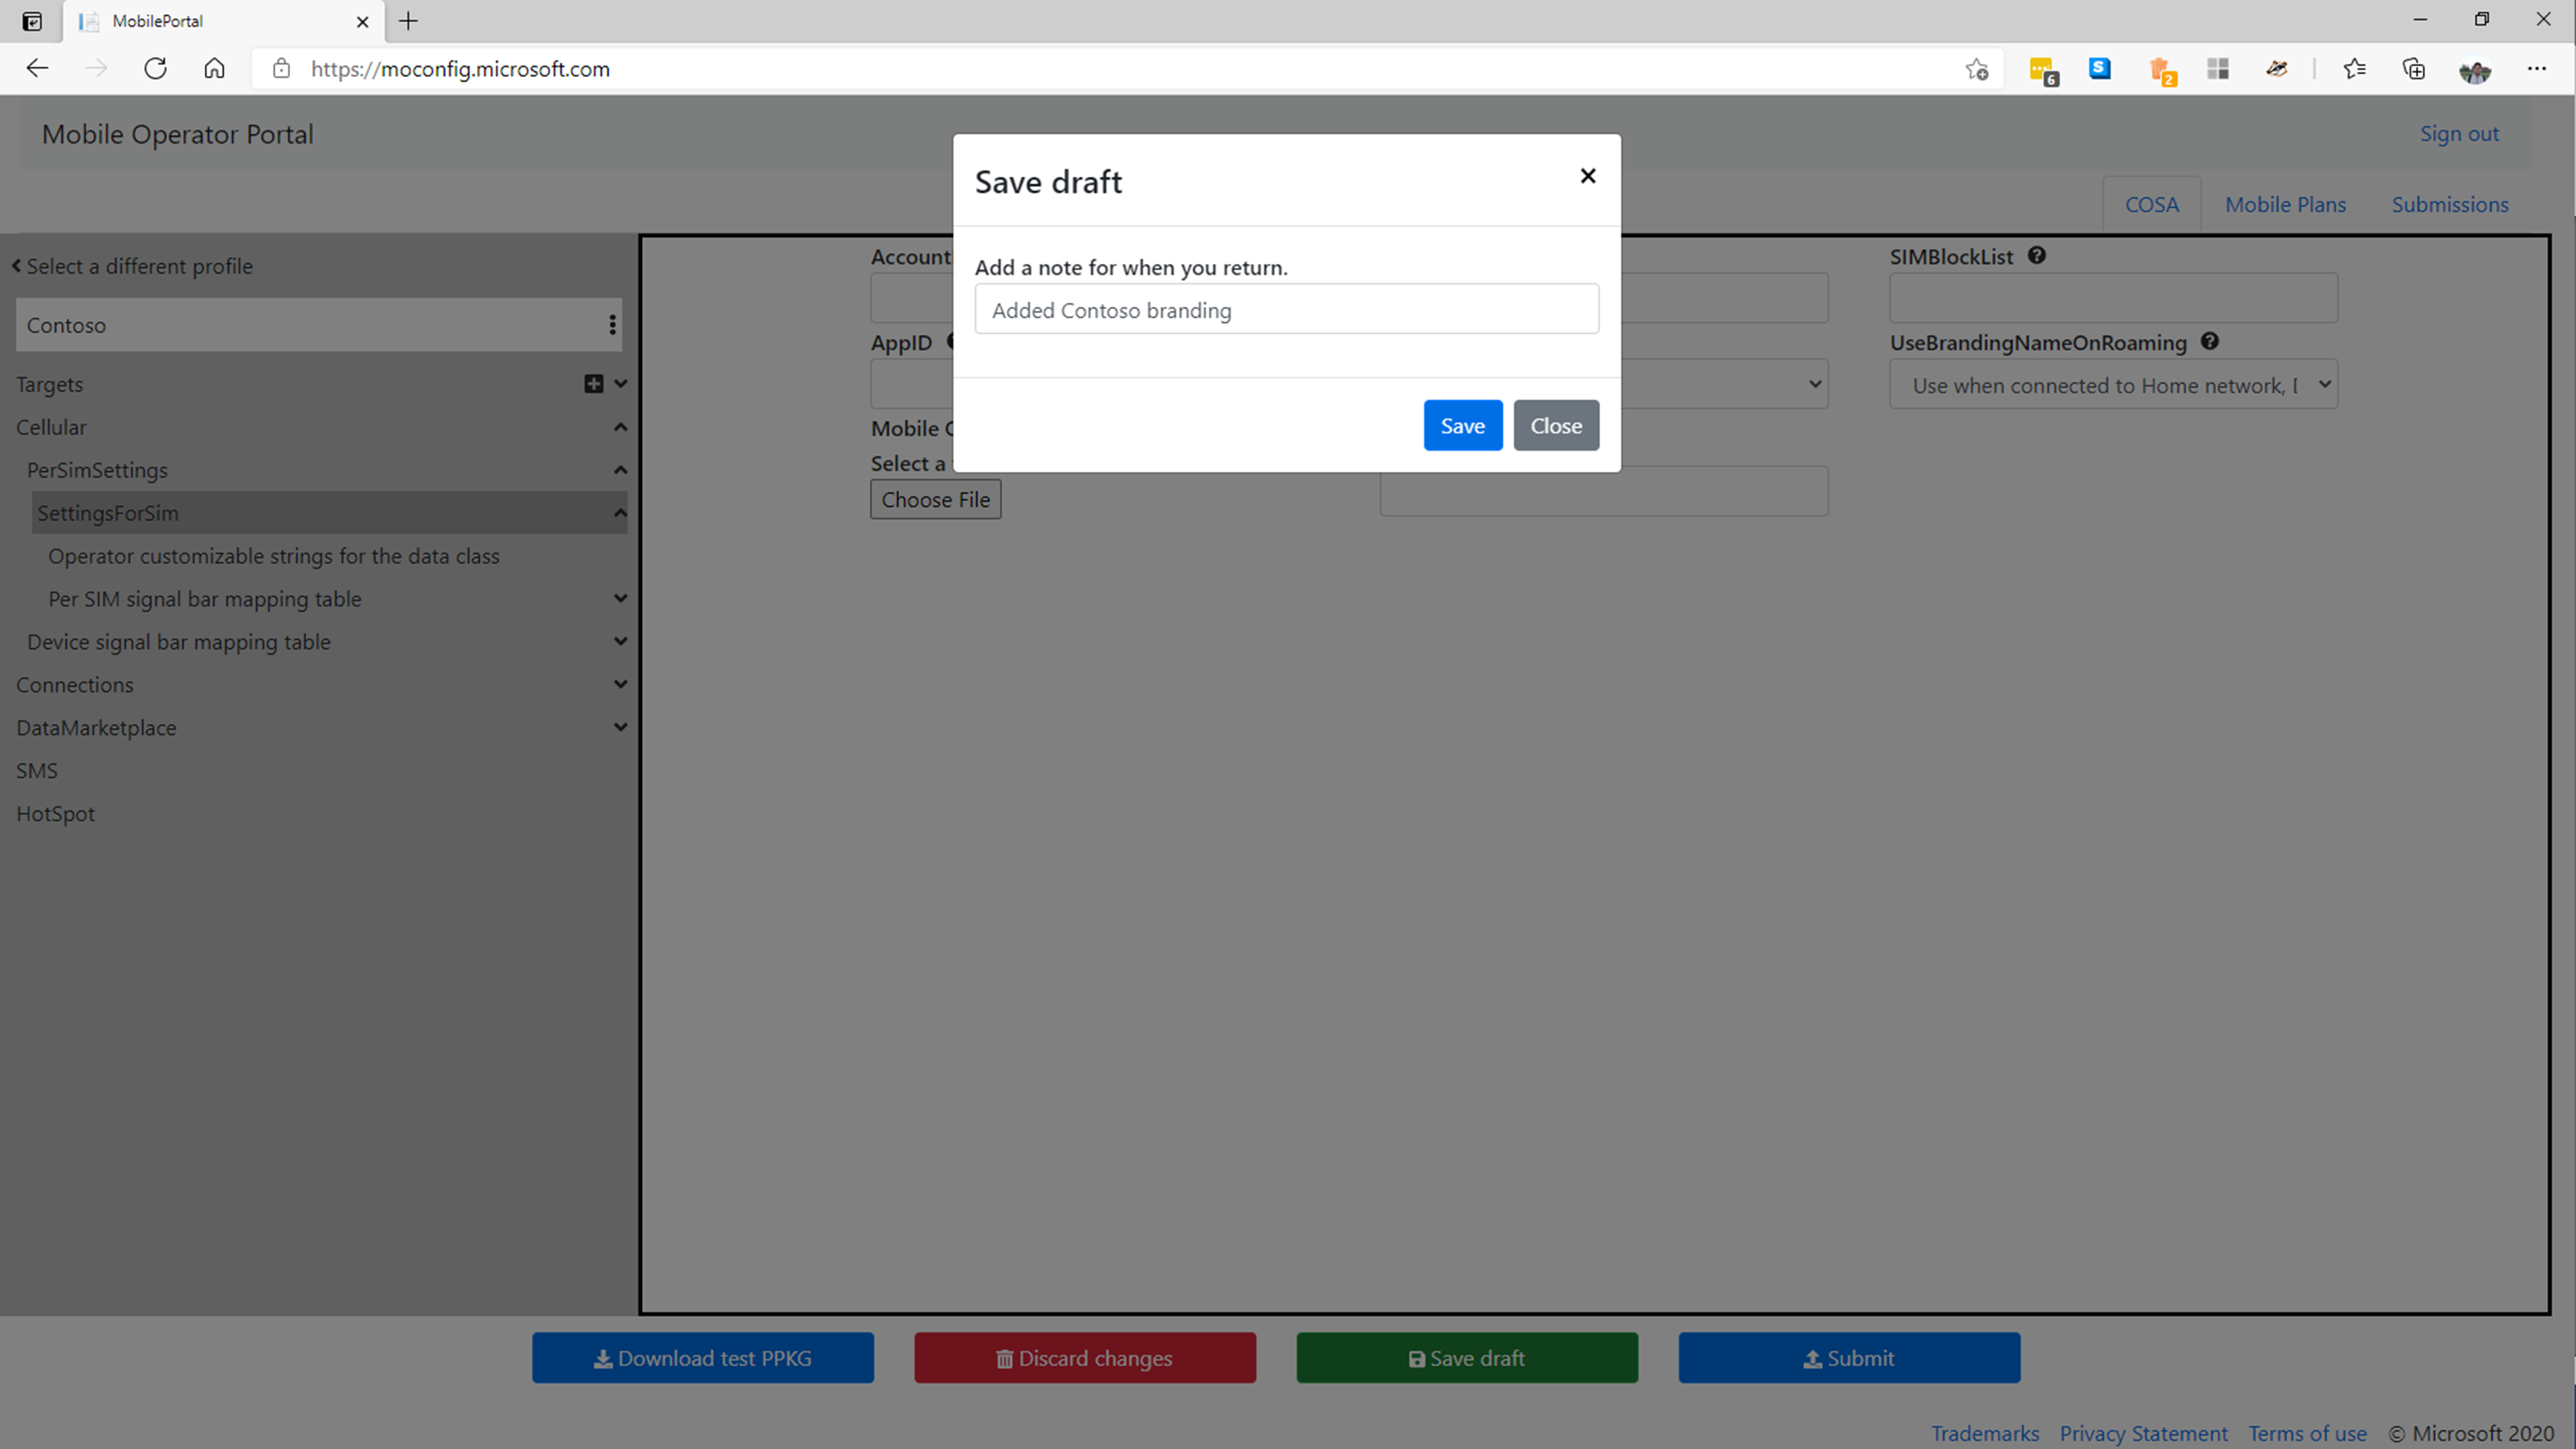 MobilePortal
https://moconfig.microsoft.com
6
S
2
Mobile Operator Portal
Sign out
COSA
Mobile Plans
Submissions
Save draft
Add a note for when you return.
Added Contoso branding
Save
Close
Select a different profile
Contoso
Targets
Cellular
PerSimSettings
SettingsForSim
Operator customizable strings for the data class
Per SIM signal bar mapping table
Device signal bar mapping table
Connections
DataMarketplace
SMS
HotSpot
SIMBlockList
AppID
UseBrandingNameOnRoaming
Use when connected to Home network,
Mobile
Select a
Choose File
Download test PPKG
Discard changes
Save draft
Submit
Trademarks
Privacy Statement
Terms of use
© Microsoft 2020